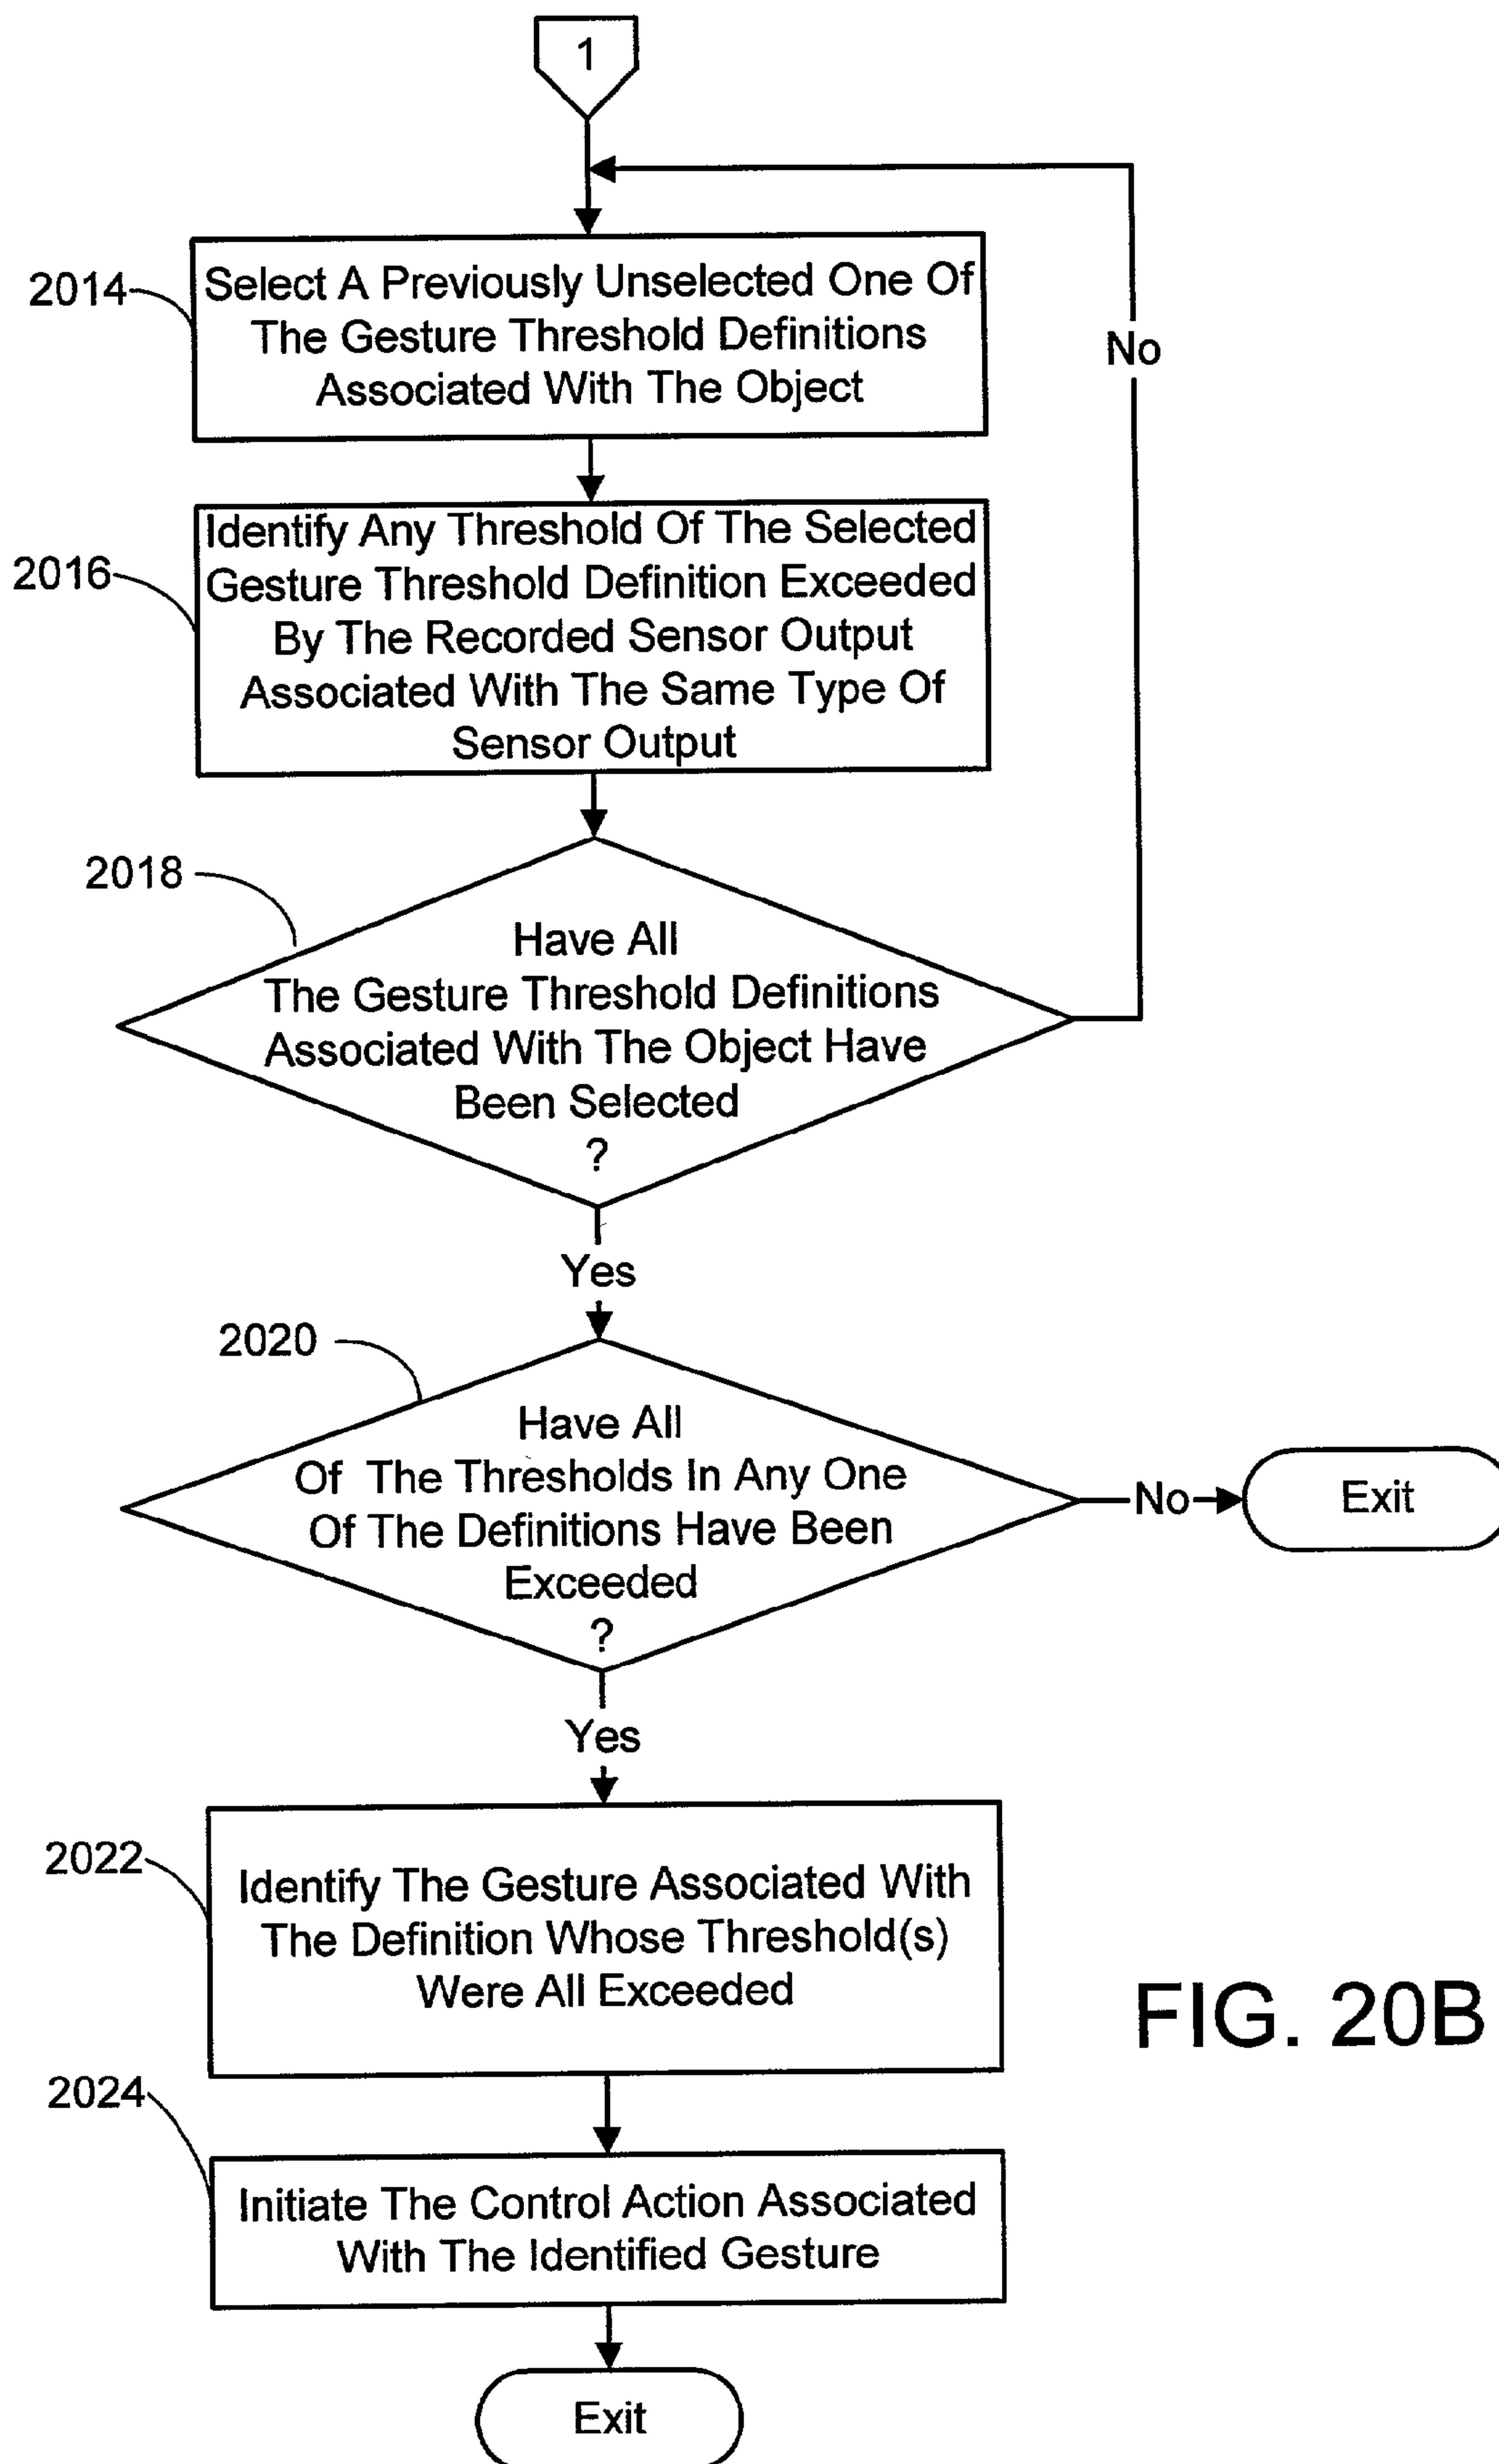 1
2014
Select A Previously Unselected One Of
The Gesture Threshold Definitions
Associated With The Object
No
2016
Identify Any Threshold Of The Selected
Gesture Threshold Definition Exceeded
By The Recorded Sensor Output
Associated With The Same Type Of
Sensor Output
2018
Have All
The Gesture Threshold Definitions
Associated With The Object Have
Been Selected
?
Yes
2020
Have All
Of The Thresholds In Any One
Of The Definitions Have Been
Exceeded
?
No
Exit
Yes
2022
Identify The Gesture Associated With
The Definition Whose Threshold(s)
Were All Exceeded
FIG. 20B
2024
Initiate The Control Action Associated
With The Identified Gesture
Exit